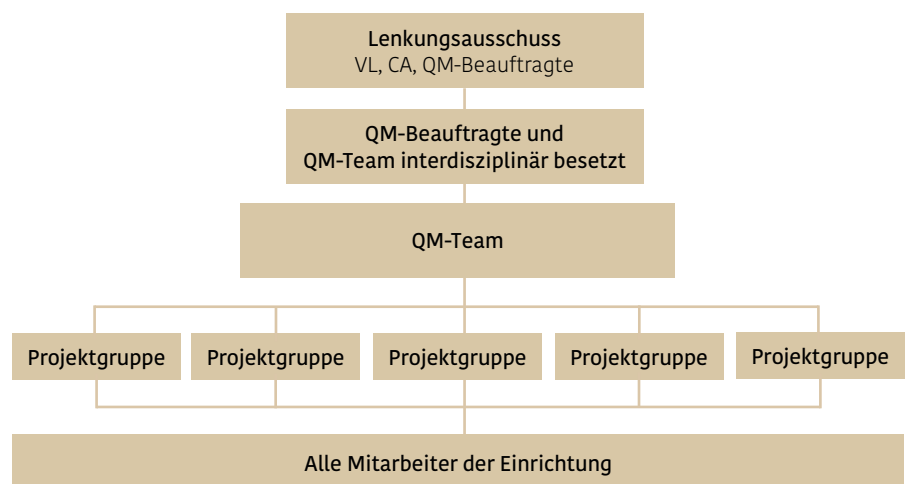 Lenkungsausschuss
VL, CA, QM-Beauftragte
QM-Beauftragte und
QM-Team interdisziplinär besetzt
QM-Team
Projektgruppe
Projektgruppe
Projektgruppe
Projektgruppe
Projektgruppe
Alle Mitarbeiter der Einrichtung